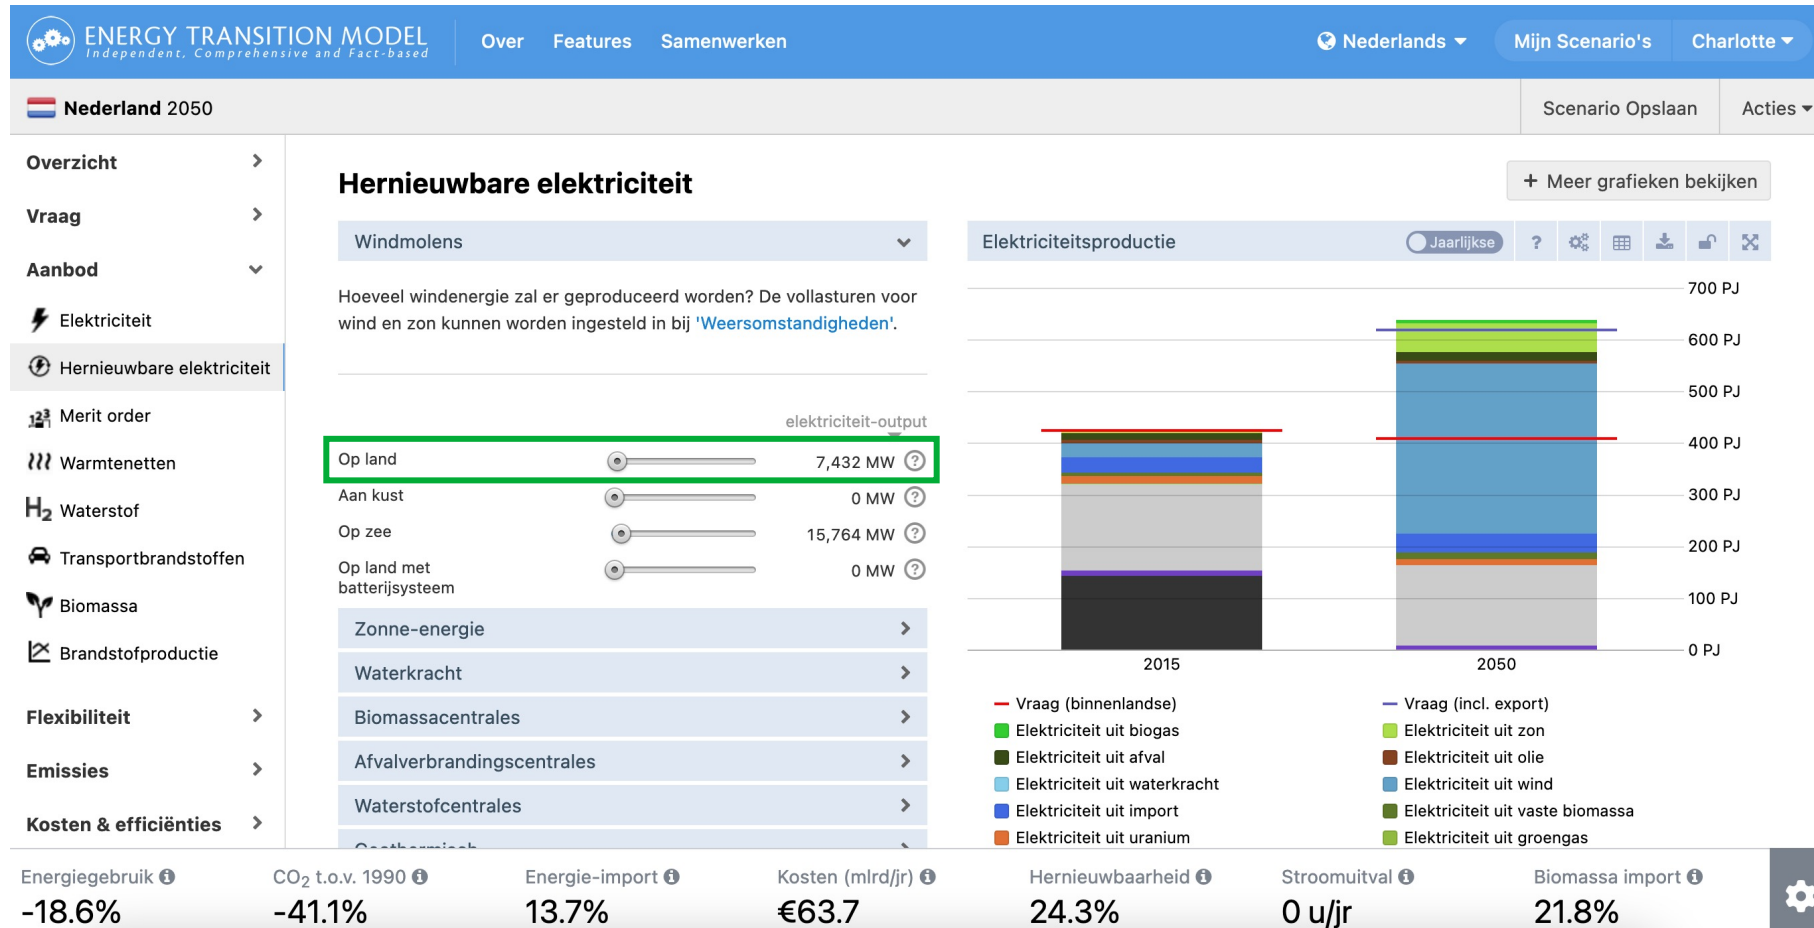 ENERGY TRANSITION MODEL
Independent, Comprehensive and Fact-based
Over Features Samenwerken
Nederlands Mijn Scenario's Charlotte
Nederland 2050
Scenario Opslaan Acties
Overzicht
Vraag
Aanbod
Elektriciteit
Hernieuwbare elektriciteit
Merit order
Warmtenetten
H2 Waterstof
Transportbrandstoffen
Biomassa
Brandstofproductie
Flexibiliteit
Emissies
Kosten & efficiënties
Hernieuwbare elektriciteit
Windmolens
Hoeveel windenergie zal er geproduceerd worden? De vollasturen voor
wind en zon kunnen worden ingesteld in bij 'Weersomstandigheden'.
elektriciteit-output
Op land 7,432 MW ?
Aan kust 0 MW ?
Op zee 15,764 MW ?
Op land met
batterijsysteem 0 MW ?
Zonne-energie
Waterkracht
Biomassacentrales
Afvalverbrandingscentrales
Waterstofcentrales
+ Meer grafieken bekijken
Elektriciteitsproductie Jaarlijkse ?
700 PJ
600 PJ
500 PJ
400 PJ
300 PJ
200 PJ
100 PJ
0 PJ
2015 2050
Vraag (binnenlandse) Vraag (incl. export)
Elektriciteit uit biogas Elektriciteit uit zon
Elektriciteit uit afval Elektriciteit uit olie
Elektriciteit uit waterkracht Elektriciteit uit wind
Elektriciteit uit import Elektriciteit uit vaste biomassa
Elektriciteit uit uranium Elektriciteit uit groengas
Energiegebruik CO2 t.o.v. 1990 Energie-import Kosten (mlrd/jr) Hernieuwbaarheid Stroomuitval Biomassa import
-18.6% -41.1% 13.7% €63.7 24.3% 0 u/jr 21.8%